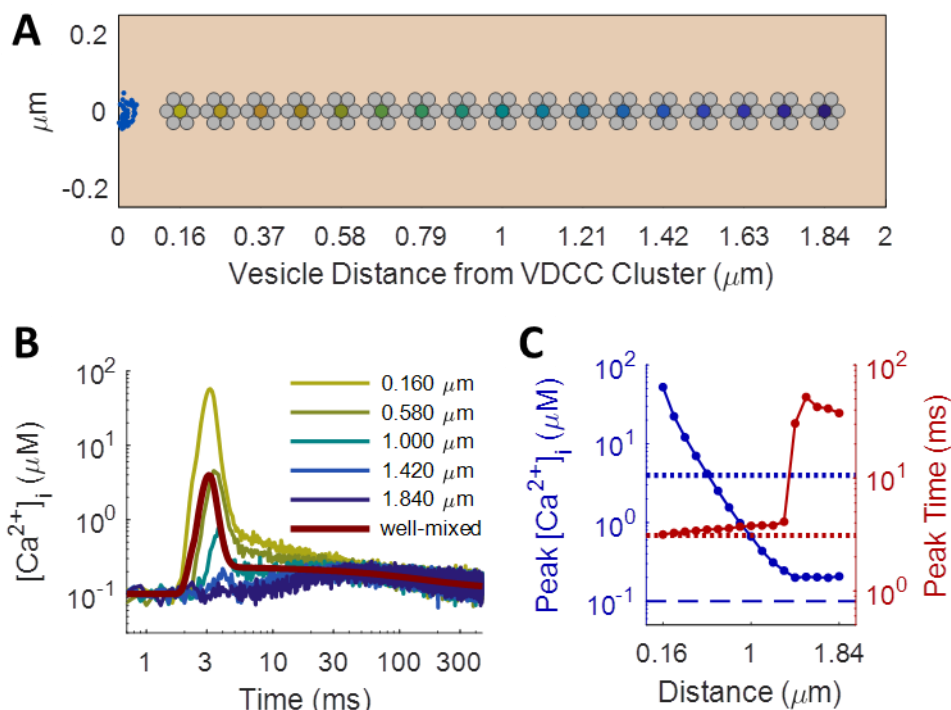 A
0.2
0
-0.2
μm
0 0.16 0.37 0.58 0.79 1 1.21 1.42 1.63 1.84 2
Vesicle Distance from VDCC Cluster (μm)
B
10²
10¹
10⁰
10⁻¹
[Ca²⁺]ᵢ (μM)
0.160 μm
0.580 μm
1.000 μm
1.420 μm
1.840 μm
well-mixed
1 3 10 30 100 300
Time (ms)
C
10²
10¹
10⁰
10⁻¹
Peak [Ca²⁺]ᵢ (μM)
10²
10¹
10⁰
Peak Time (ms)
0.16 1 1.84
Distance (μm)